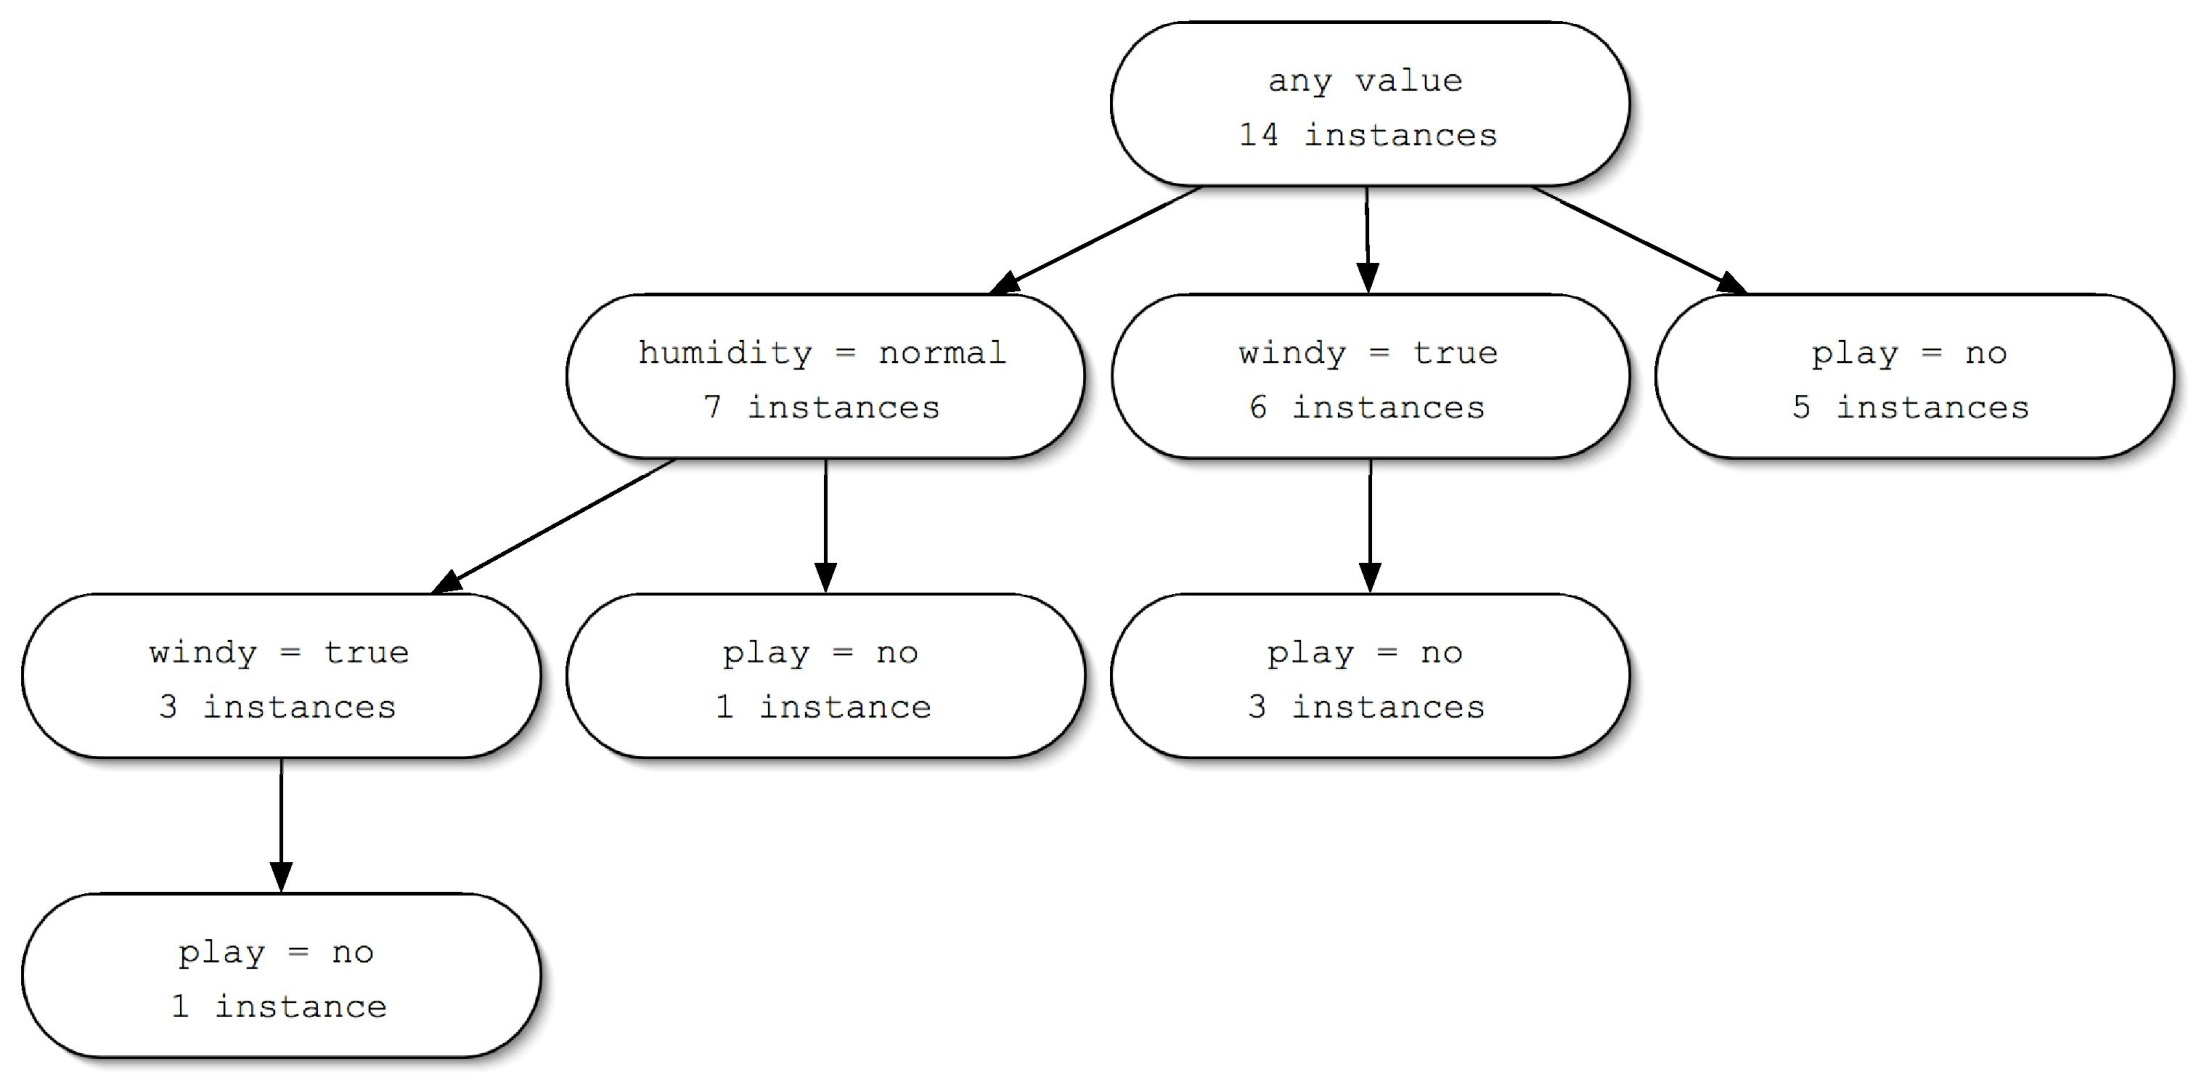 any value
14 instances
humidity = normal
7 instances
windy = true
6 instances
play = no
5 instances
windy = true
3 instances
play = no
1 instance
play = no
3 instances
play = no
1 instance